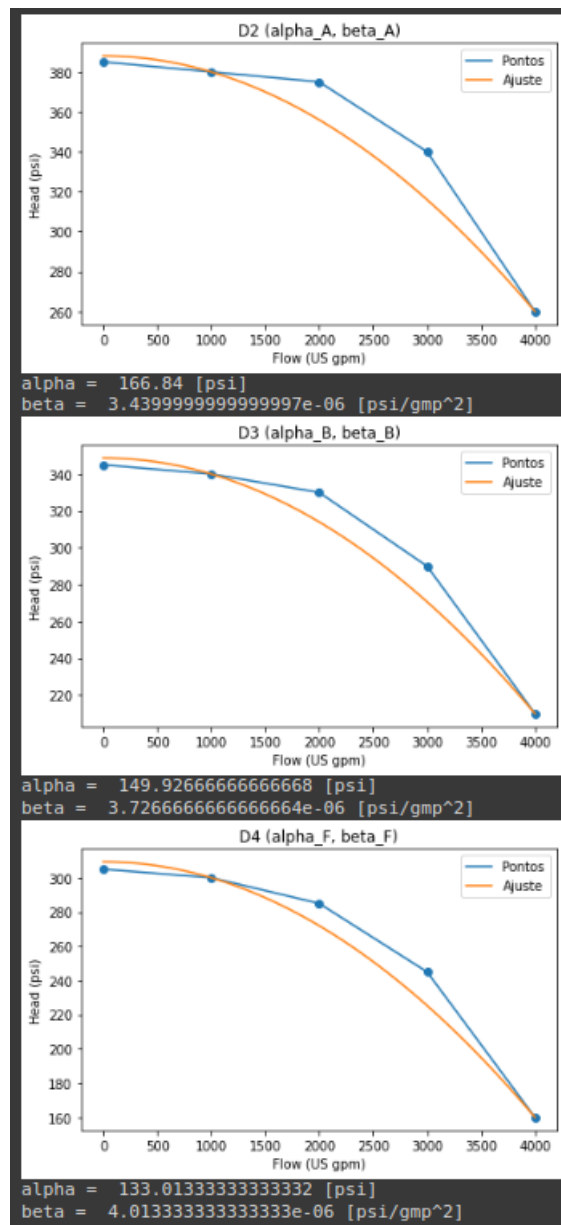 D2 (alpha_A, beta_A)
Pontos
Ajuste
380
360
340
320
300
280
260
Head (psi)
0 500 1000 1500 2000 2500 3000 3500 4000
Flow (US gpm)
alpha =  166.84 [psi]
beta =  3.4399999999999997e-06 [psi/gmp^2]
D3 (alpha_B, beta_B)
Pontos
Ajuste
340
320
300
280
260
240
220
Head (psi)
0 500 1000 1500 2000 2500 3000 3500 4000
Flow (US gpm)
alpha =  149.92666666666668 [psi]
beta =  3.7266666666666664e-06 [psi/gmp^2]
D4 (alpha_F, beta_F)
Pontos
Ajuste
300
280
260
240
220
200
180
160
Head (psi)
0 500 1000 1500 2000 2500 3000 3500 4000
Flow (US gpm)
alpha =  133.01333333333332 [psi]
beta =  4.013333333333333e-06 [psi/gmp^2]